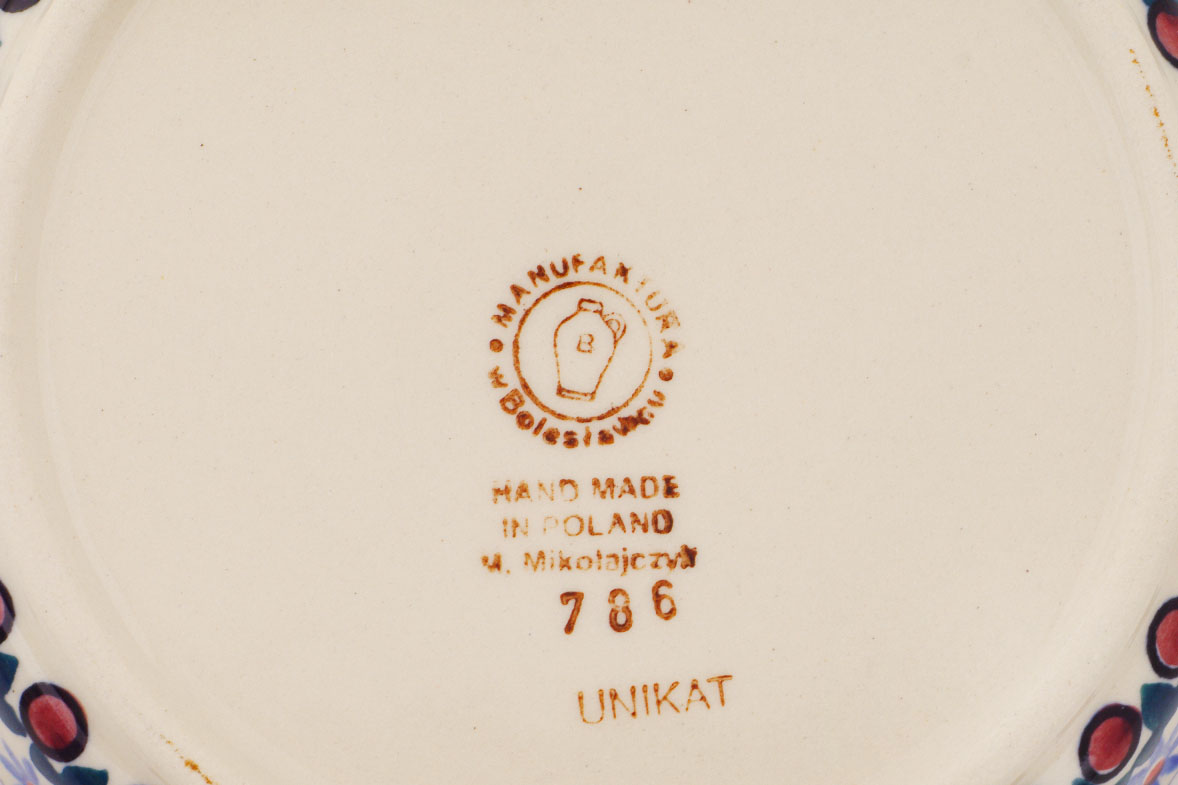 MANUFAKTURA
B
w Bolesławcu
HAND MADE
IN POLAND
M. Mikołajczyk
786
UNIKAT